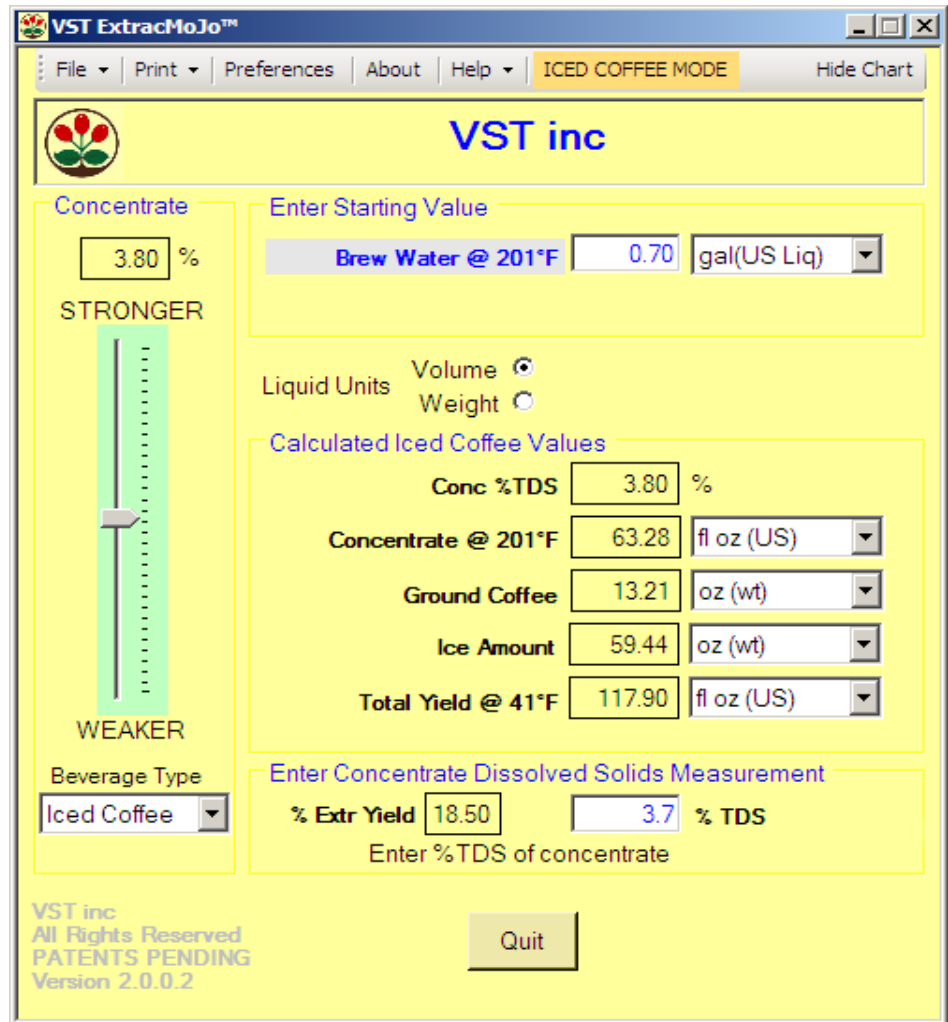 VST ExtracMoJo™
File Print Preferences About Help ICED COFFEE MODE Hide Chart
VST inc
Concentrate
3.80 %
STRONGER
WEAKER
Beverage Type
Iced Coffee
Enter Starting Value
Brew Water @ 201°F 0.70 gal(US Liq)
Liquid Units Volume
Weight
Calculated Iced Coffee Values
Conc %TDS 3.80 %
Concentrate @ 201°F 63.28 fl oz (US)
Ground Coffee 13.21 oz (wt)
Ice Amount 59.44 oz (wt)
Total Yield @ 41°F 117.90 fl oz (US)
Enter Concentrate Dissolved Solids Measurement
% Extr Yield 18.50 3.7 % TDS
Enter %TDS of concentrate
VST inc
All Rights Reserved
PATENTS PENDING
Version 2.0.0.2
Quit